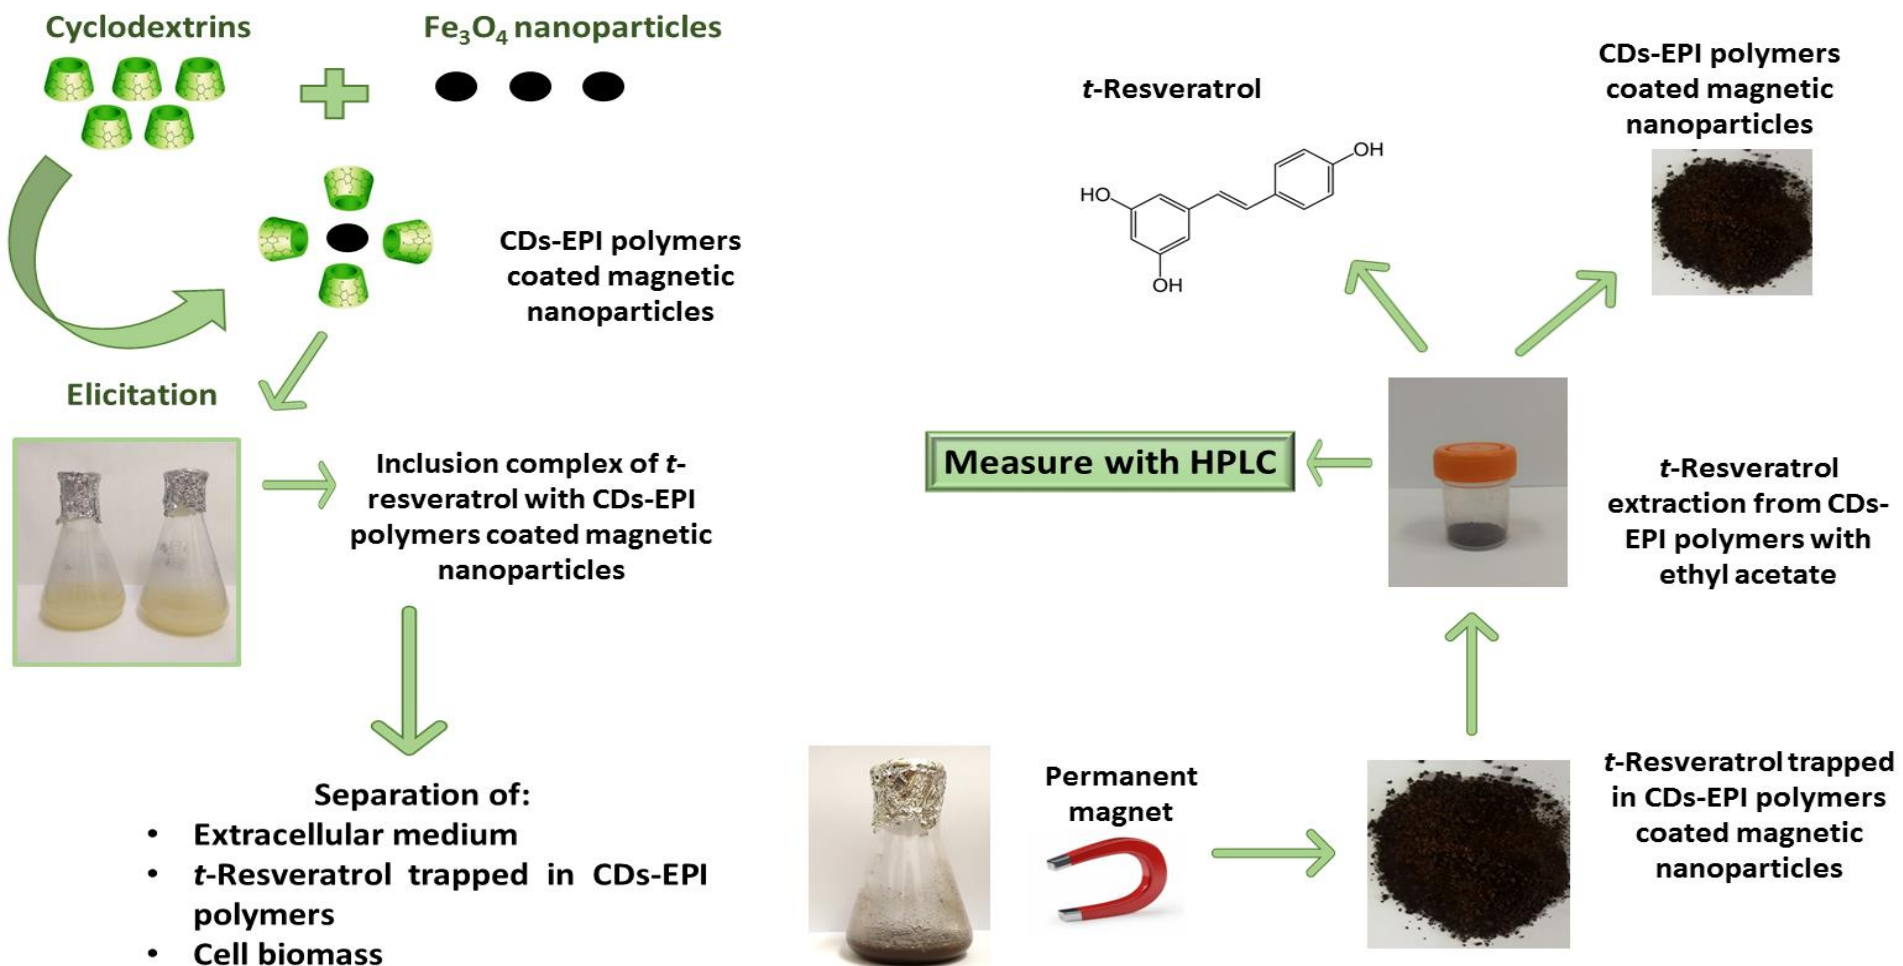 Cyclodextrins
Fe₃O₄ nanoparticles
CDs-EPI polymers
coated magnetic
nanoparticles
Elicitation
Inclusion complex of t-
resveratrol with CDs-EPI
polymers coated magnetic
nanoparticles
Separation of:
• Extracellular medium
• t-Resveratrol trapped in CDs-EPI
polymers
• Cell biomass
Permanent
magnet
t-Resveratrol trapped
in CDs-EPI polymers
coated magnetic
nanoparticles
t-Resveratrol
extraction from CDs-
EPI polymers with
ethyl acetate
Measure with HPLC
t-Resveratrol
HO
OH
OH
CDs-EPI polymers
coated magnetic
nanoparticles